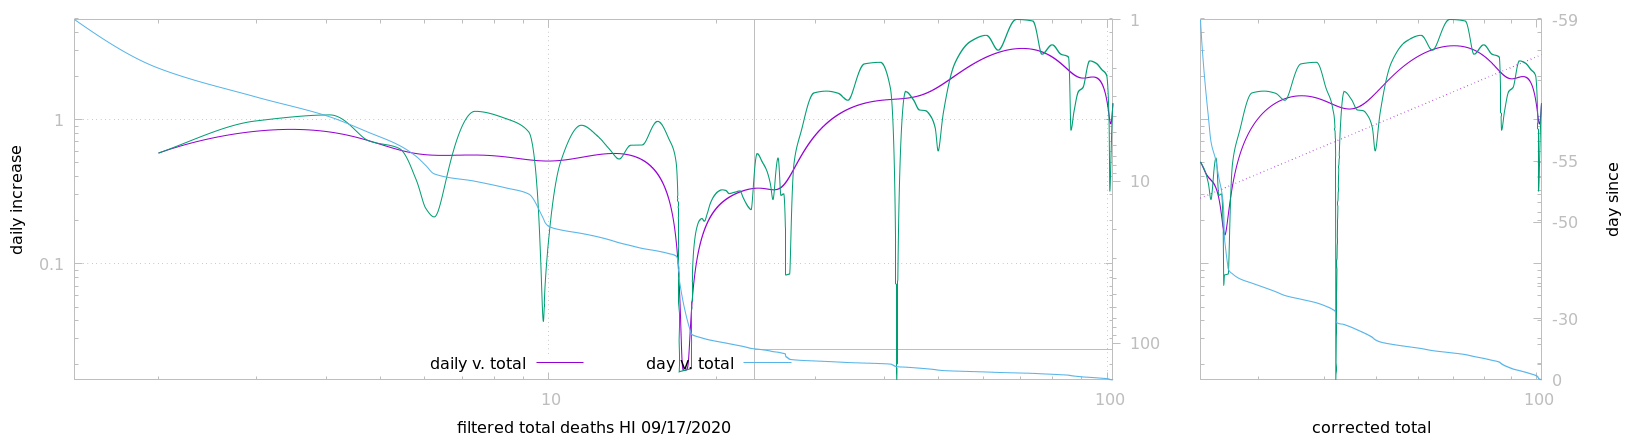 1
0.1
daily increase
daily v. total
day v. total
1
10
100
10
100
filtered total deaths HI 09/17/2020
-59
-55
-50
-30
0
day since
100
corrected total